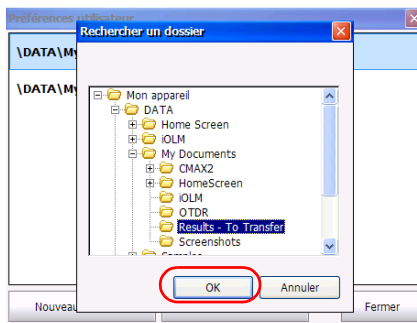 Préférences utilisateur
Rechercher un dossier
\DATA\My
\DATA\My
Mon appareil
DATA
Home Screen
iOLM
My Documents
CMAX2
HomeScreen
iOLM
OTDR
Results - To Transfer
Screenshots
Samples
OK
Annuler
Nouveau
Fermer